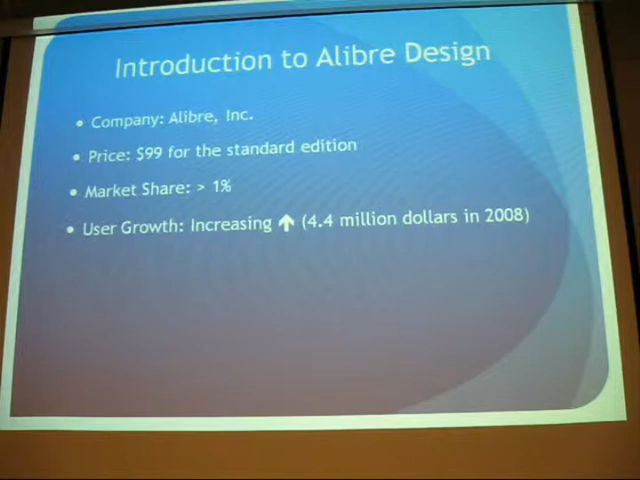 Introduction to Alibre Design
• Company: Alibre, Inc.
• Price: $99 for the standard edition
• Market Share: > 1%
• User Growth: Increasing ⬆ (4.4 million dollars in 2008)